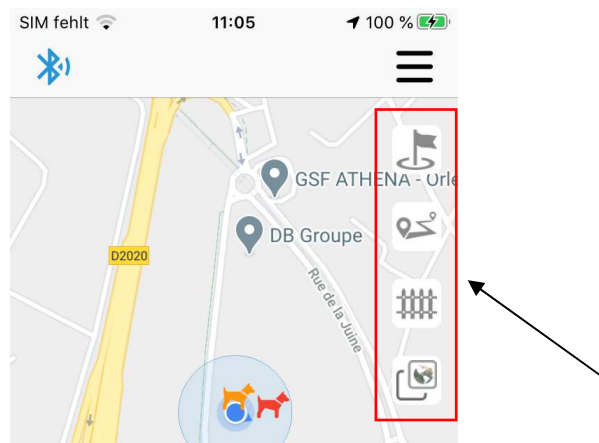 SIM fehlt 11:05 100 %
GSF ATHENA - Orle
DB Groupe
D2020
Rue de la Juine